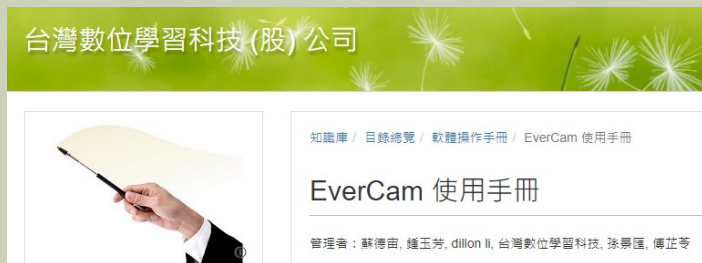 台灣數位學習科技(股)公司
知識庫 / 目錄總覽 / 軟體操作手冊 / EverCam 使用手冊
EverCam 使用手冊
管理者：蘇德宙, 鍾玉芳, dillon li, 台灣數位學習科技, 孫景匯, 傅芷苓